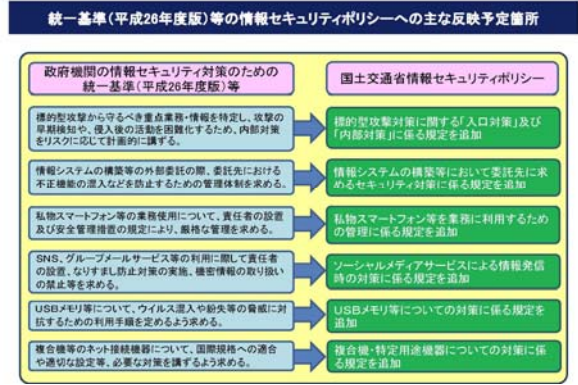 統一基準(平成26年度版)等の情報セキュリティポリシーへの主な反映予定箇所
政府機関の情報セキュリティ対策のための
統一基準(平成26年度版)等
国土交通省情報セキュリティポリシー
標的型攻撃から守るべき重点業務・情報を特定し、攻撃の
早期検知や、侵入後の活動を困難化するため、内部対策
をリスクに応じて計画的に講ずる。
標的型攻撃対策に関する「入口対策」及び
「内部対策」に係る規定を追加
情報システムの構築等の外部委託の際、委託先における
不正機能の混入などを防止するための管理体制を求める。
情報システムの構築等において委託先に求
めるセキュリティ対策に係る規定を追加
私物スマートフォン等の業務使用について、責任者の設置
及び安全管理措置の規定により、厳格な管理を求める。
私物スマートフォン等を業務に利用するため
の管理に係る規定を追加
SNS、グループメールサービス等の利用に際して責任者
の設置、なりすまし防止対策の実施、機密情報の取り扱い
の禁止等を求める。
ソーシャルメディアサービスによる情報発信
時の対策に係る規定を追加
USBメモリ等について、ウイルス混入や紛失等の脅威に対
抗するための利用手順を定めるよう求める。
USBメモリ等についての対策に係る規定を
追加
複合機等のネット接続機器について、国際規格への適合
や適切な設定等、必要な対策を講ずるよう求める。
複合機・特定用途機器についての対策に係
る規定を追加